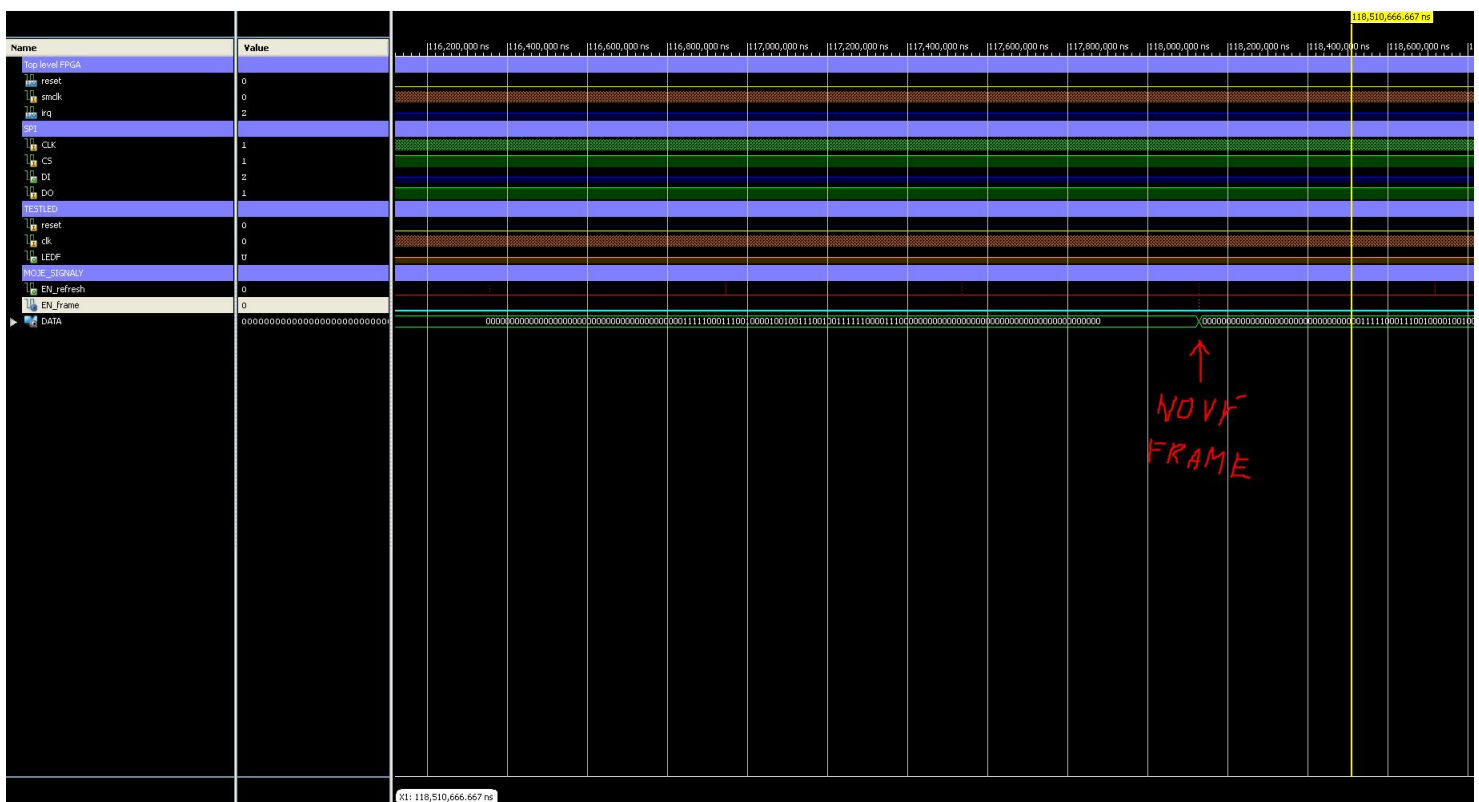 118,510,666.667 ns
Name Value
116,200,000 ns 116,400,000 ns 116,600,000 ns 116,800,000 ns 117,000,000 ns 117,200,000 ns 117,400,000 ns 117,600,000 ns 117,800,000 ns 118,000,000 ns 118,200,000 ns 118,400,000 ns 118,600,000 ns
Top level FPGA
reset 0
smclk 0
irq Z
SPI
CLK 1
CS 1
DI Z
DO 1
TESTLED
reset 0
clk 0
LEDF U
MOJE_SIGNALY
EN_refresh 0
EN_frame 0
DATA
NOVÝ
FRAME
X1: 118,510,666.667 ns